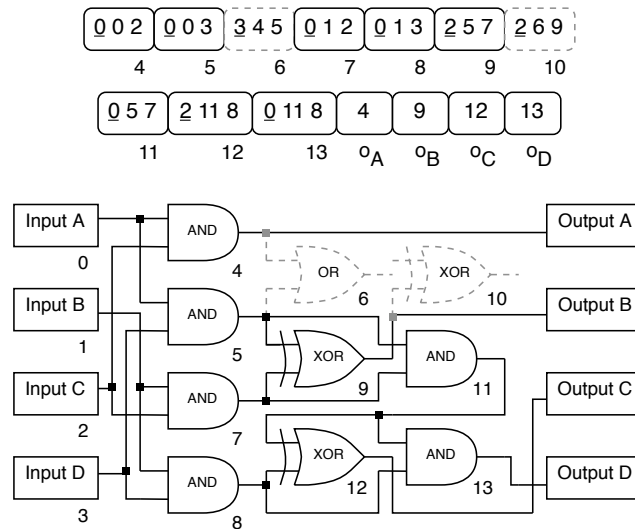 0 0 2 0 0 3 3 4 5 0 1 2 0 1 3 2 5 7 2 6 9
4 5 6 7 8 9 10
0 5 7 2 11 8 0 11 8 4 9 12 13
11 12 13 oA oB oC oD
Input A AND Output A
0 4 OR XOR
6 10
Input B AND Output B
1 5 XOR AND
9 11
Input C AND Output C
2 7
XOR AND
Input D AND Output D
12 13
3 8